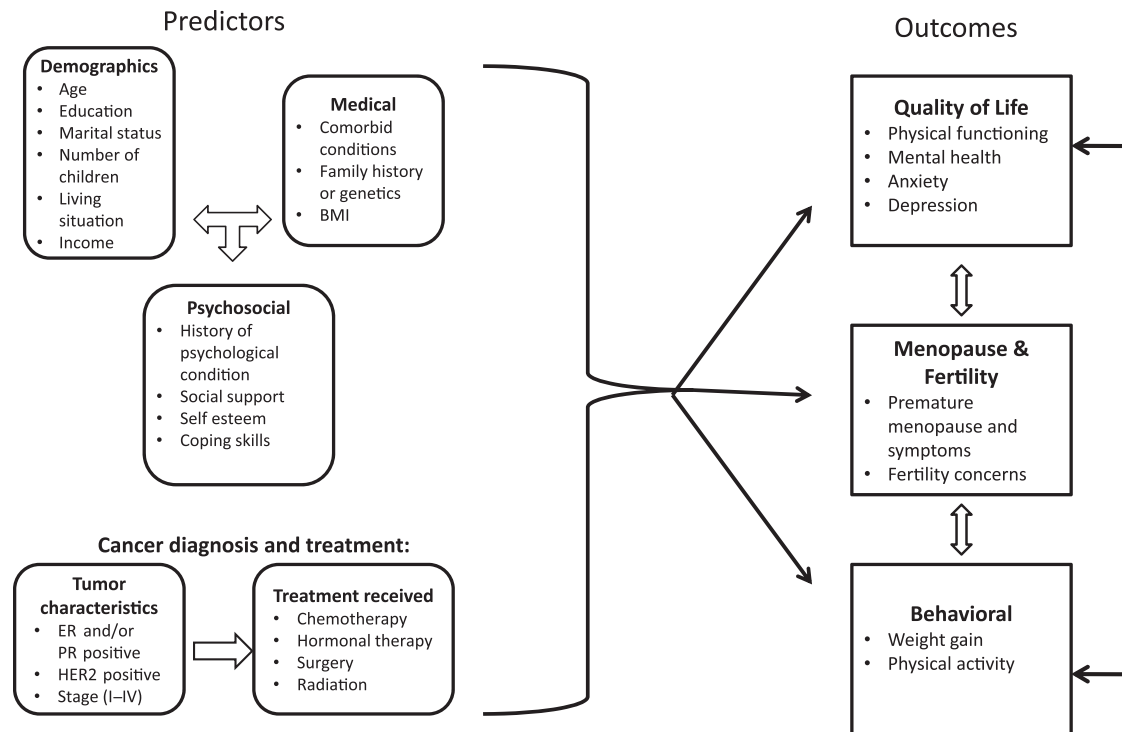 Predictors
Demographics
• Age
• Education
• Marital status
• Number of
children
• Living
situation
• Income
Medical
• Comorbid
conditions
• Family history
or genetics
• BMI
Psychosocial
• History of
psychological
condition
• Social support
• Self esteem
• Coping skills
Cancer diagnosis and treatment:
Tumor
characteristics
• ER and/or
PR positive
• HER2 positive
• Stage (I–IV)
Treatment received
• Chemotherapy
• Hormonal therapy
• Surgery
• Radiation
Outcomes
Quality of Life
• Physical functioning
• Mental health
• Anxiety
• Depression
Menopause &
Fertility
• Premature
menopause and
symptoms
• Fertility concerns
Behavioral
• Weight gain
• Physical activity